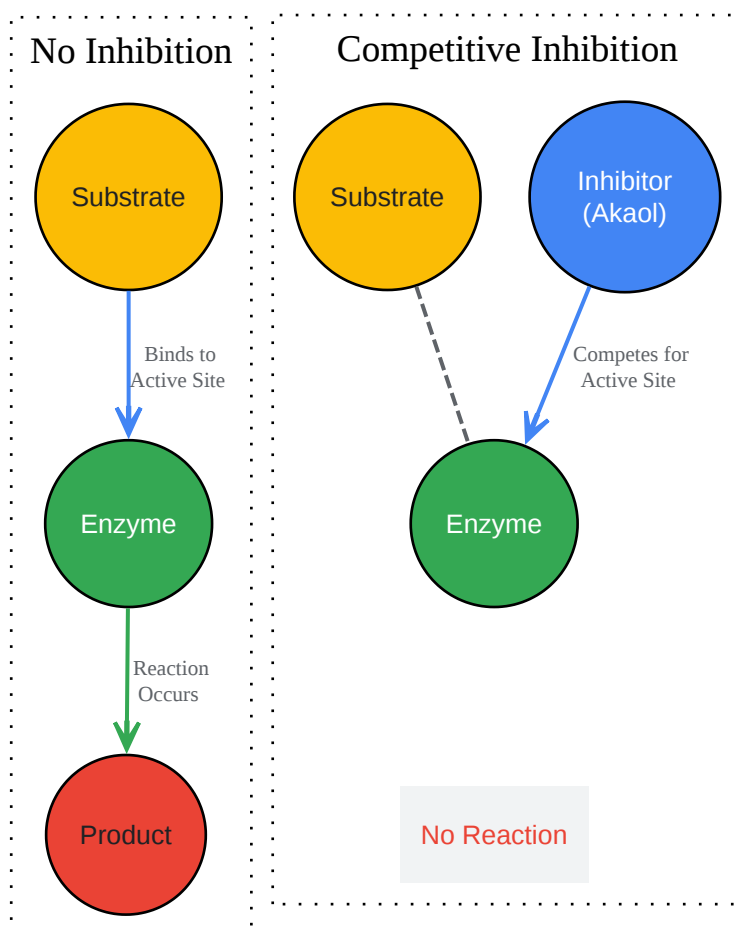 No Inhibition
Substrate
Binds to
Active Site
Enzyme
Reaction
Occurs
Product
Competitive Inhibition
Substrate
Inhibitor
(Akaol)
Competes for
Active Site
Enzyme
No Reaction